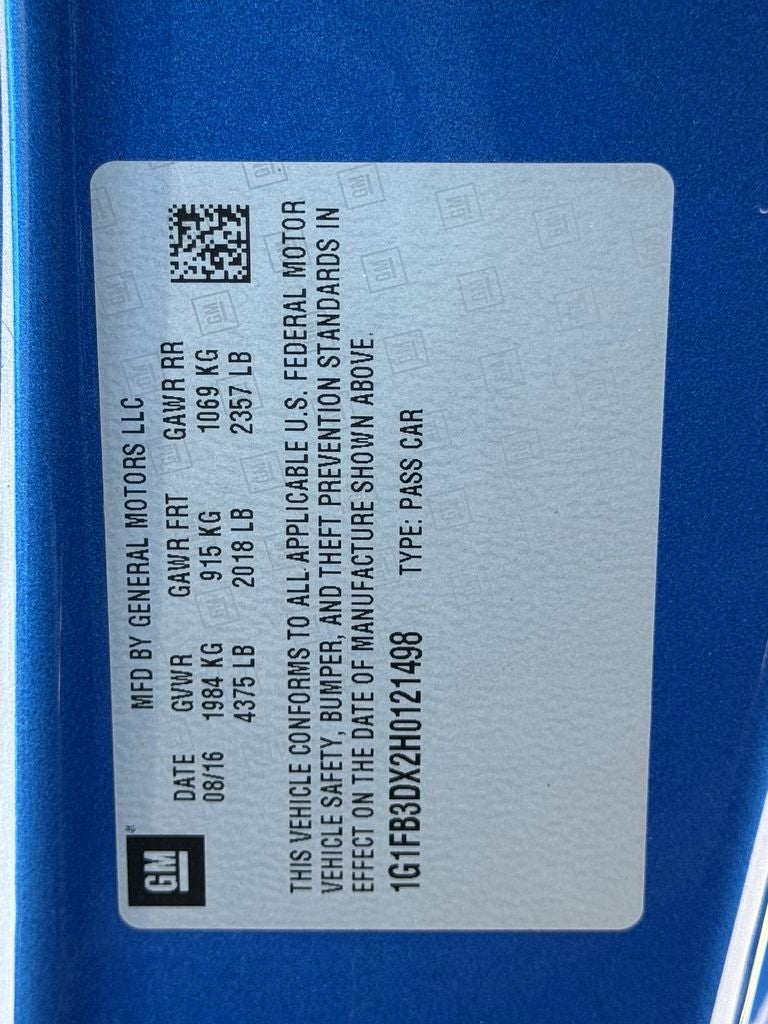 GM
MFD BY GENERAL MOTORS LLC
DATE GVWR GAWR FRT GAWR RR
08/16 1984 KG 915 KG 1069 KG
4375 LB 2018 LB 2357 LB
THIS VEHICLE CONFORMS TO ALL APPLICABLE U.S. FEDERAL MOTOR
VEHICLE SAFETY, BUMPER, AND THEFT PREVENTION STANDARDS IN
EFFECT ON THE DATE OF MANUFACTURE SHOWN ABOVE.
1G1FB3DX2H0121498 TYPE: PASS CAR